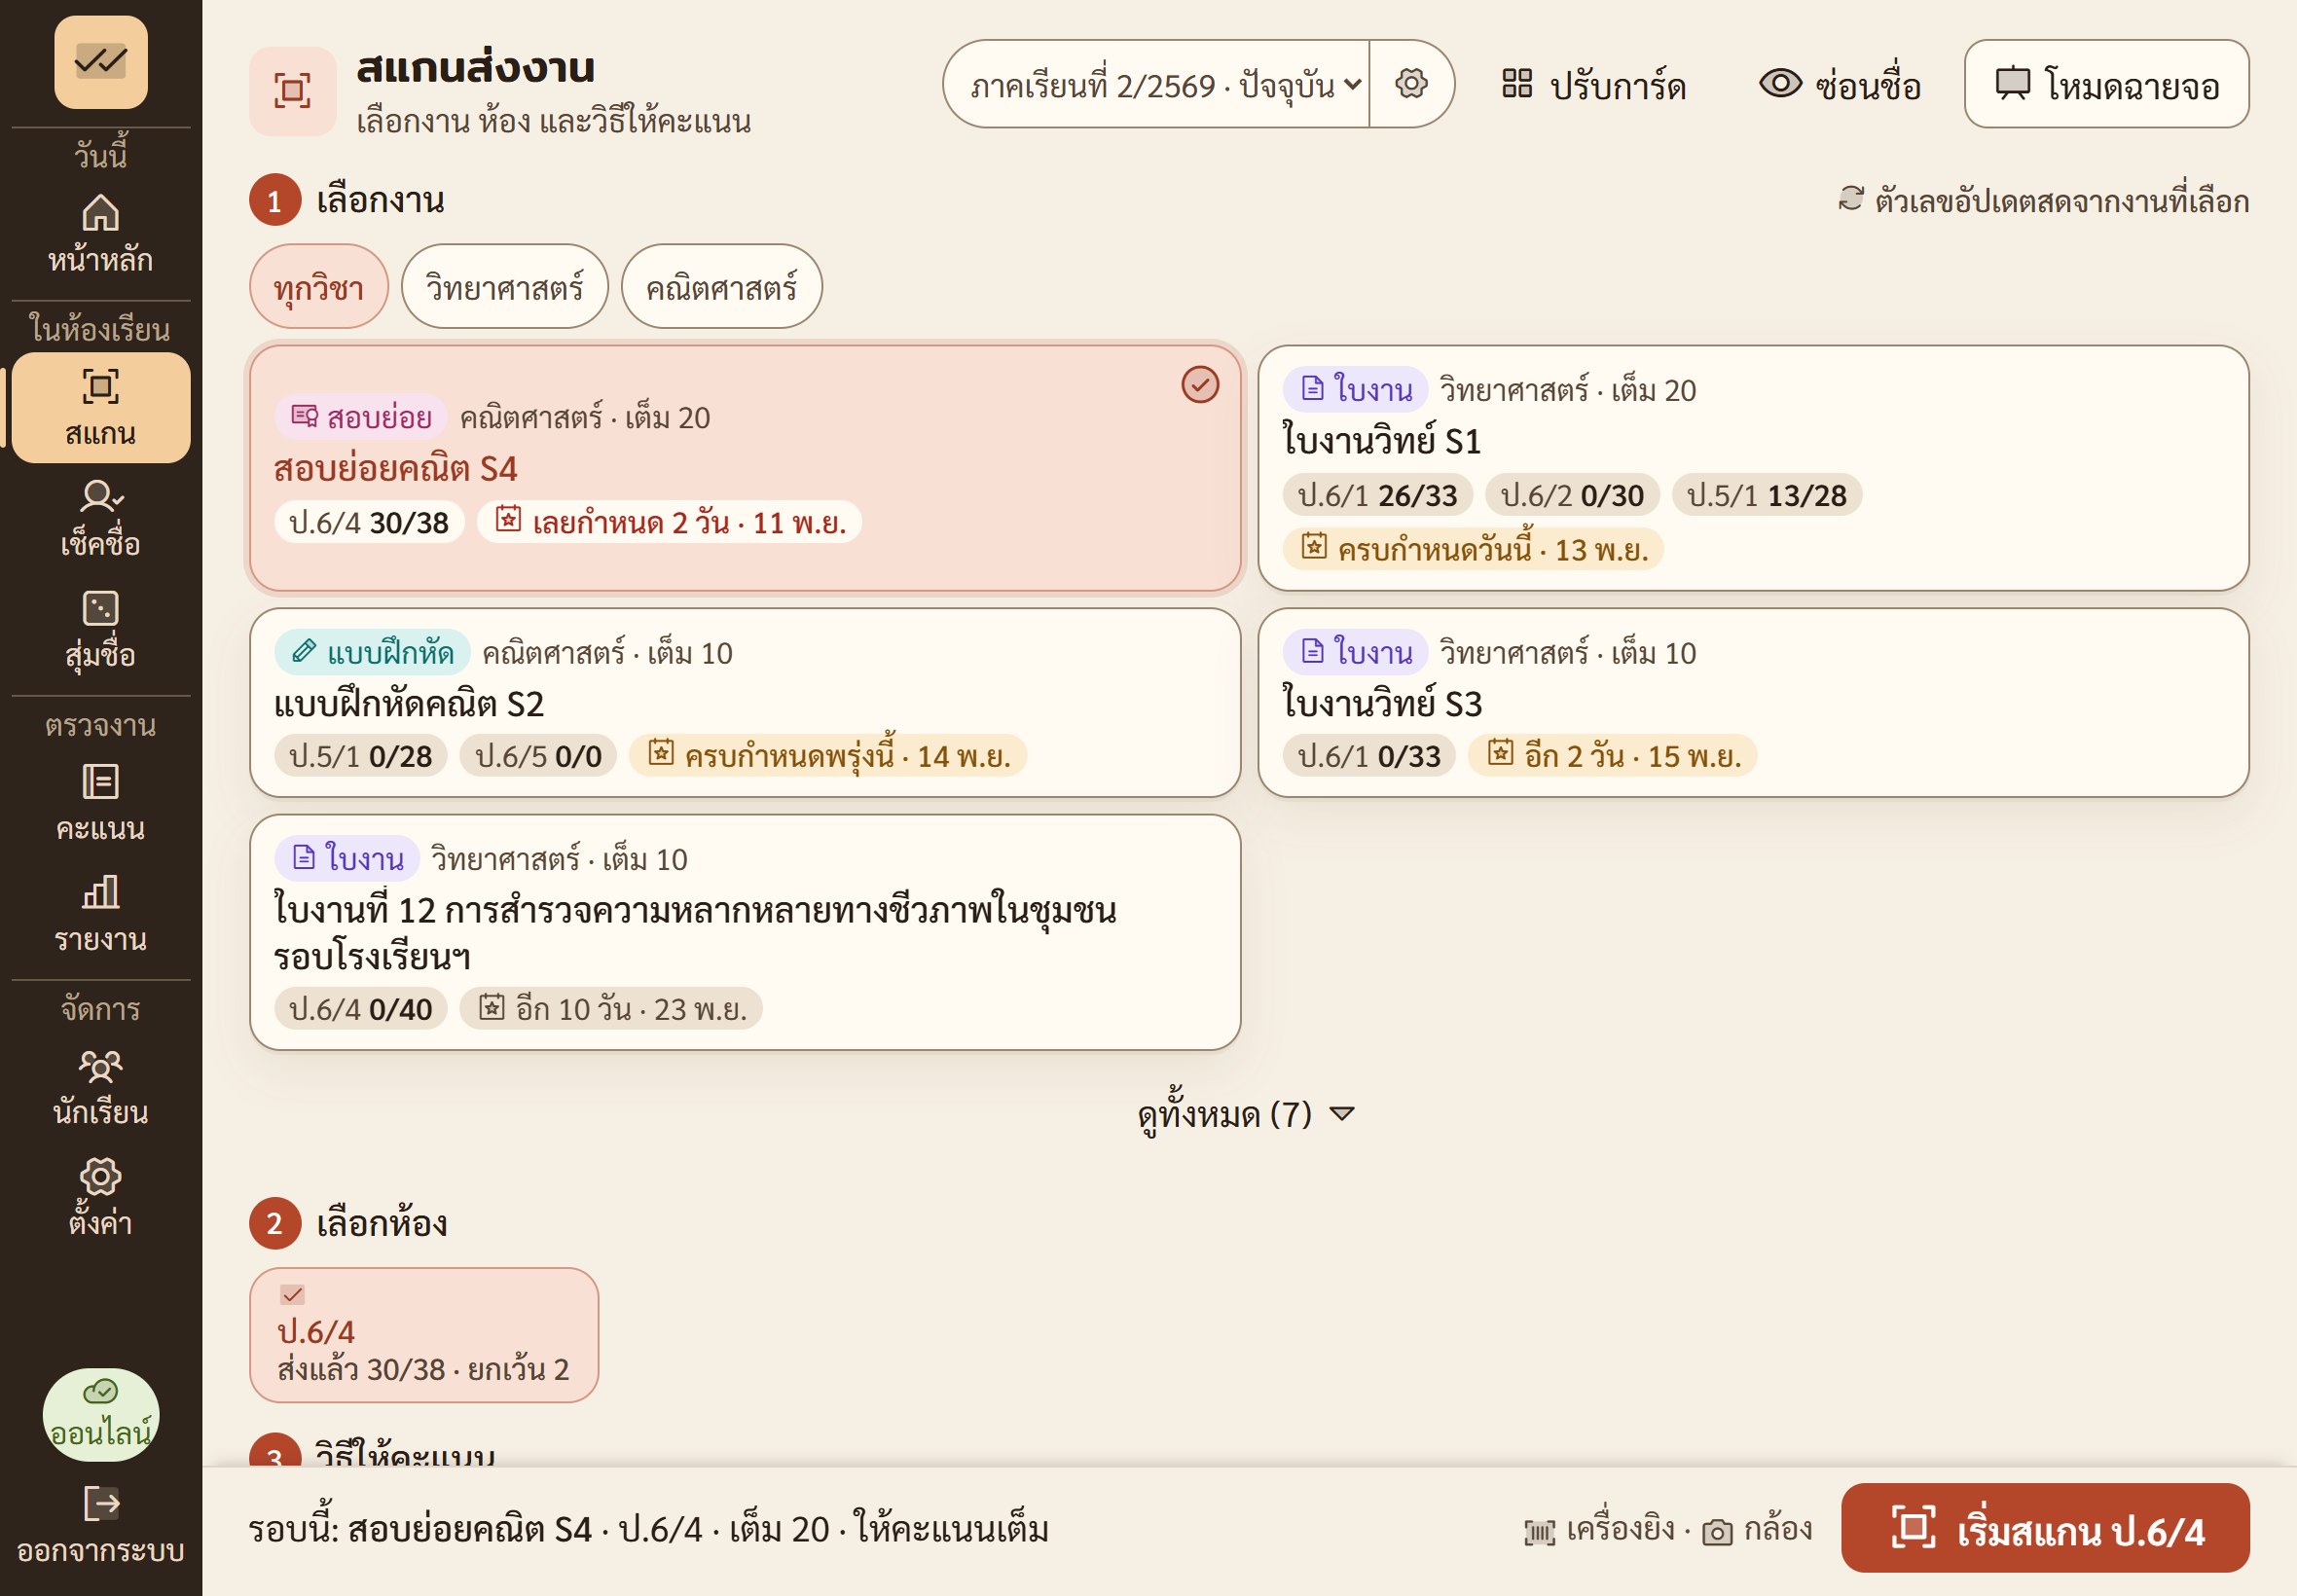 วันนี้
หน้าหลัก
ในห้องเรียน
สแกน
เช็คชื่อ
สุ่มชื่อ
ตรวจงาน
คะแนน
รายงาน
จัดการ
นักเรียน
ตั้งค่า
ออนไลน์
ออกจากระบบ
สแกนส่งงาน
เลือกงาน ห้อง และวิธีให้คะแนน
ภาคเรียนที่ 2/2569 · ปัจจุบัน
ปรับการ์ด
ซ่อนชื่อ
โหมดฉายจอ
1 เลือกงาน
ตัวเลขอัปเดตสดจากงานที่เลือก
ทุกวิชา
วิทยาศาสตร์
คณิตศาสตร์
สอบย่อย คณิตศาสตร์ · เต็ม 20
สอบย่อยคณิต S4
ป.6/4 30/38 เลยกำหนด 2 วัน · 11 พ.ย.
ใบงาน วิทยาศาสตร์ · เต็ม 20
ใบงานวิทย์ S1
ป.6/1 26/33 ป.6/2 0/30 ป.5/1 13/28
ครบกำหนดวันนี้ · 13 พ.ย.
แบบฝึกหัด คณิตศาสตร์ · เต็ม 10
แบบฝึกหัดคณิต S2
ป.5/1 0/28 ป.6/5 0/0 ครบกำหนดพรุ่งนี้ · 14 พ.ย.
ใบงาน วิทยาศาสตร์ · เต็ม 10
ใบงานวิทย์ S3
ป.6/1 0/33 อีก 2 วัน · 15 พ.ย.
ใบงาน วิทยาศาสตร์ · เต็ม 10
ใบงานที่ 12 การสำรวจความหลากหลายทางชีวภาพในชุมชน
รอบโรงเรียนฯ
ป.6/4 0/40 อีก 10 วัน · 23 พ.ย.
ดูทั้งหมด (7)
2 เลือกห้อง
ป.6/4
ส่งแล้ว 30/38 · ยกเว้น 2
3 วิธีให้คะแนน
รอบนี้: สอบย่อยคณิต S4 · ป.6/4 · เต็ม 20 · ให้คะแนนเต็ม
เครื่องยิง · กล้อง
เริ่มสแกน ป.6/4